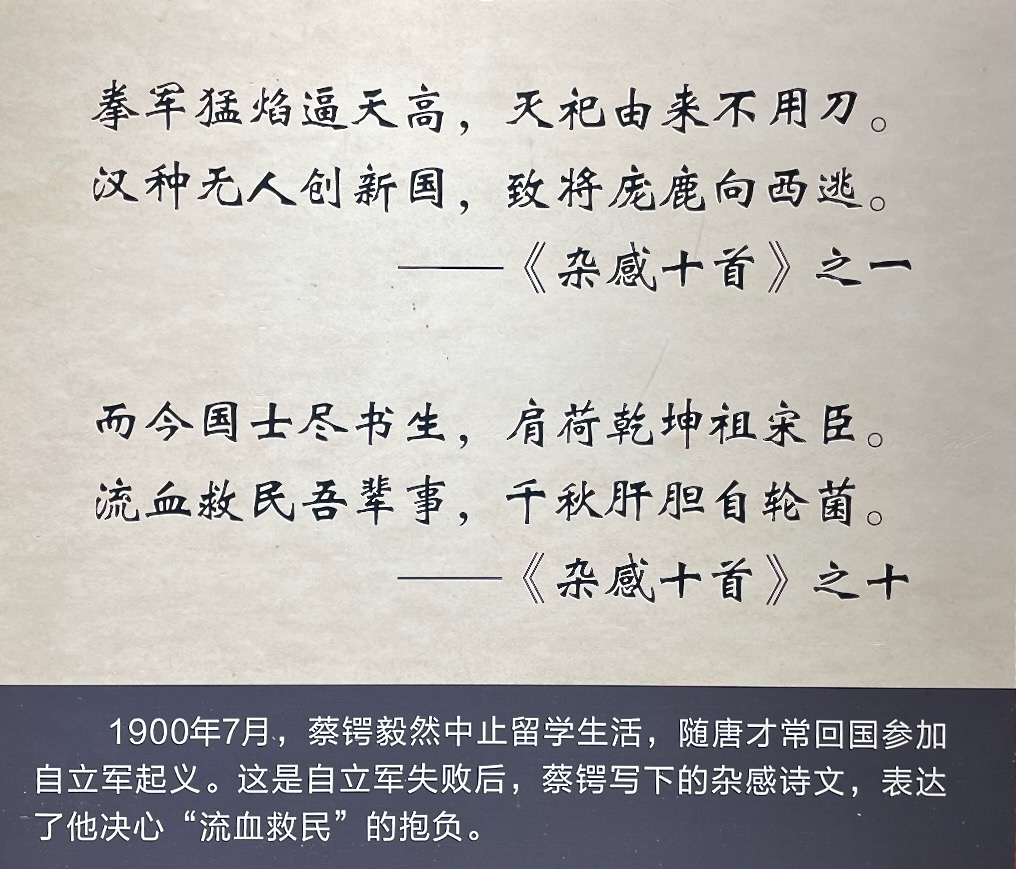 拳军猛焰逼天高，灭祀由来不用刀。
汉种无人创新国，致将庞鹿向西逃。
——《杂感十首》之一
而今国士尽书生，肩荷乾坤祖宋臣。
流血救民吾辈事，千秋肝胆自轮菌。
——《杂感十首》之十
1900年7月，蔡锷毅然中止留学生活，随唐才常回国参加
自立军起义。这是自立军失败后，蔡锷写下的杂感诗文，表达
了他决心“流血救民”的抱负。